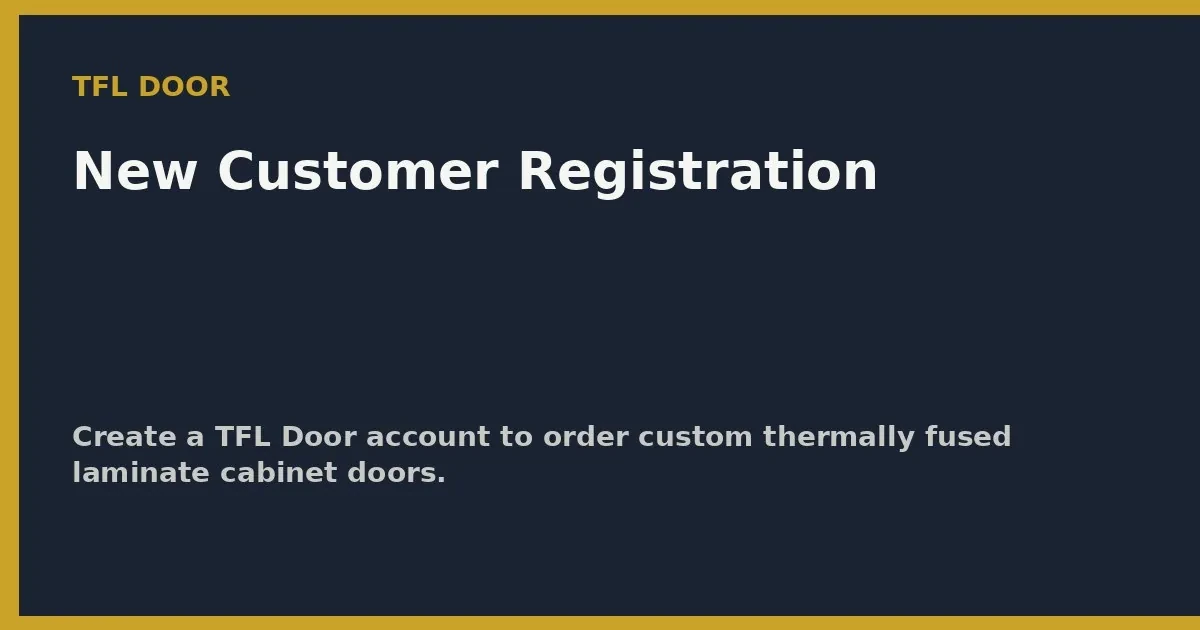 TFL DOOR
New Customer Registration
Create a TFL Door account to order custom thermally fused
laminate cabinet doors.